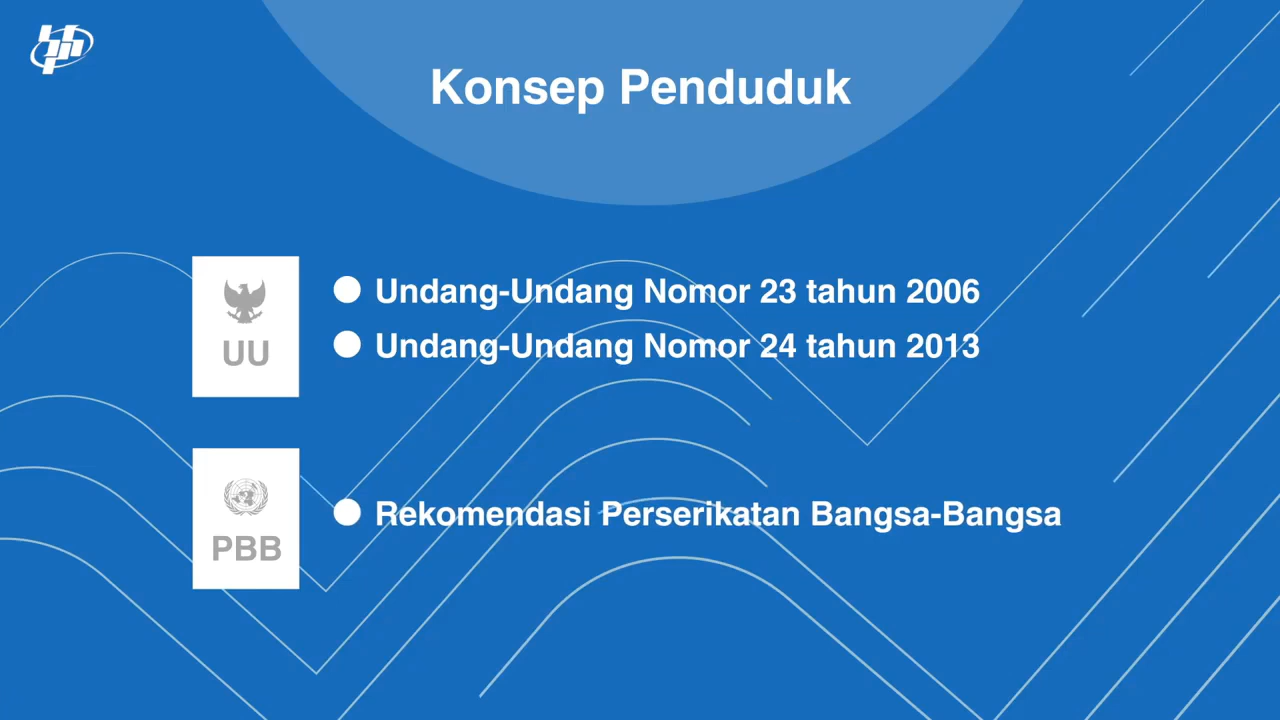 Konsep Penduduk
UU
Undang-Undang Nomor 23 tahun 2006
Undang-Undang Nomor 24 tahun 2013
PBB
Rekomendasi Perserikatan Bangsa-Bangsa